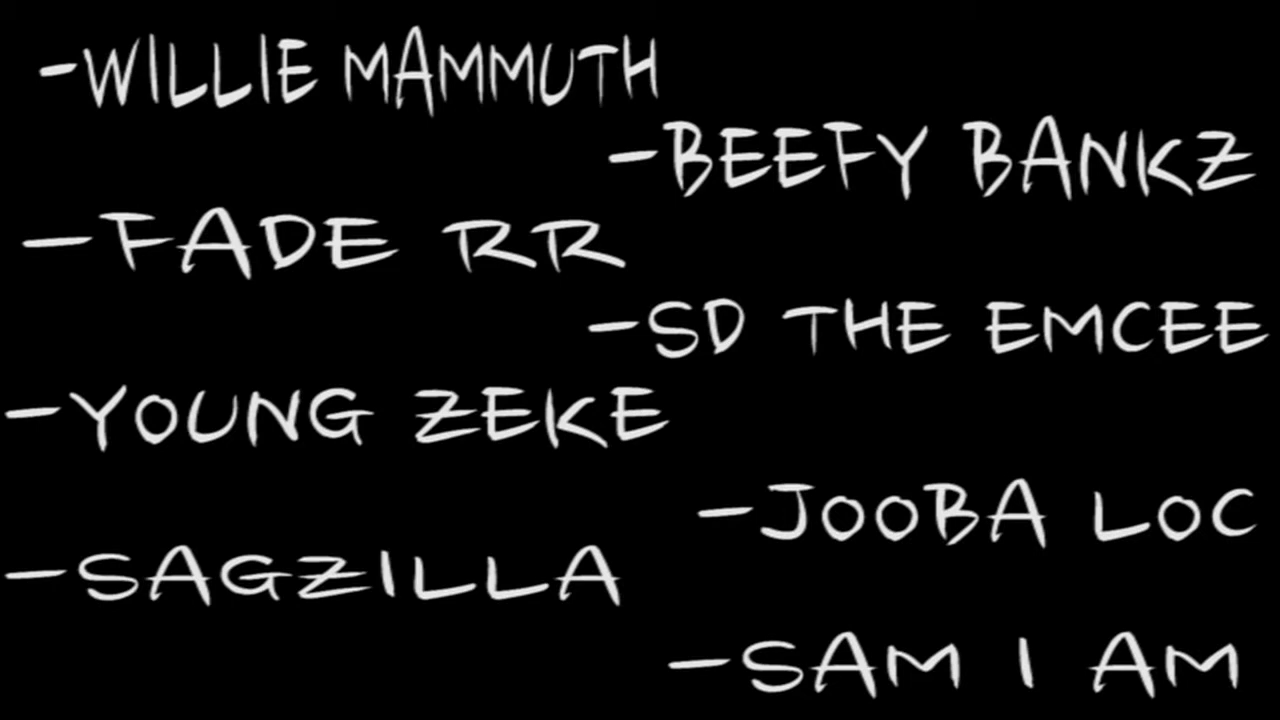 -WILLIE MAMMUTH
-BEEFY BANKZ
-FADE RR
-SD THE EMCEE
-YOUNG ZEKE
-JOOBA LOC
-SAGZILLA
-SAM I AM